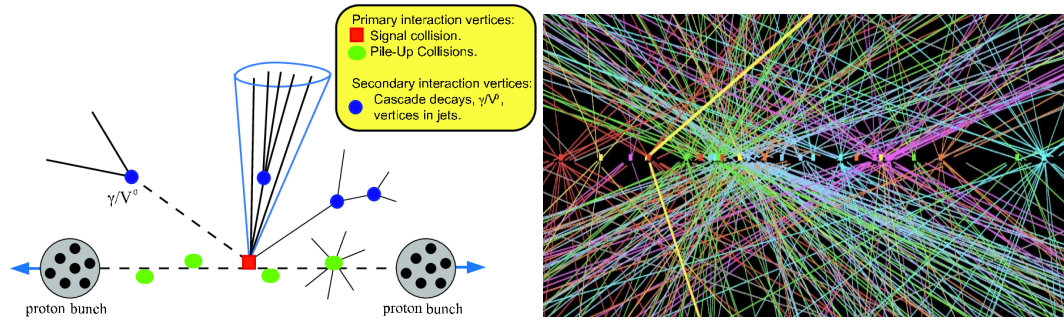 Primary interaction vertices:
Signal collision.
Pile-Up Collisions.
Secondary interaction vertices:
Cascade decays, γ/V⁰,
vertices in jets.
γ/V⁰
proton bunch
proton bunch